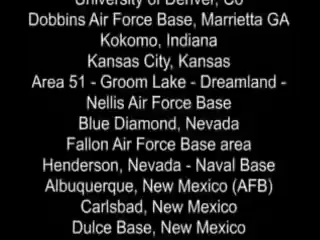 University of Denver, Co
Dobbins Air Force Base, Marrietta GA
Kokomo, Indiana
Kansas City, Kansas
Area 51 - Groom Lake - Dreamland -
Nellis Air Force Base
Blue Diamond, Nevada
Fallon Air Force Base area
Henderson, Nevada - Naval Base
Albuquerque, New Mexico (AFB)
Carlsbad, New Mexico
Dulce Base, New Mexico